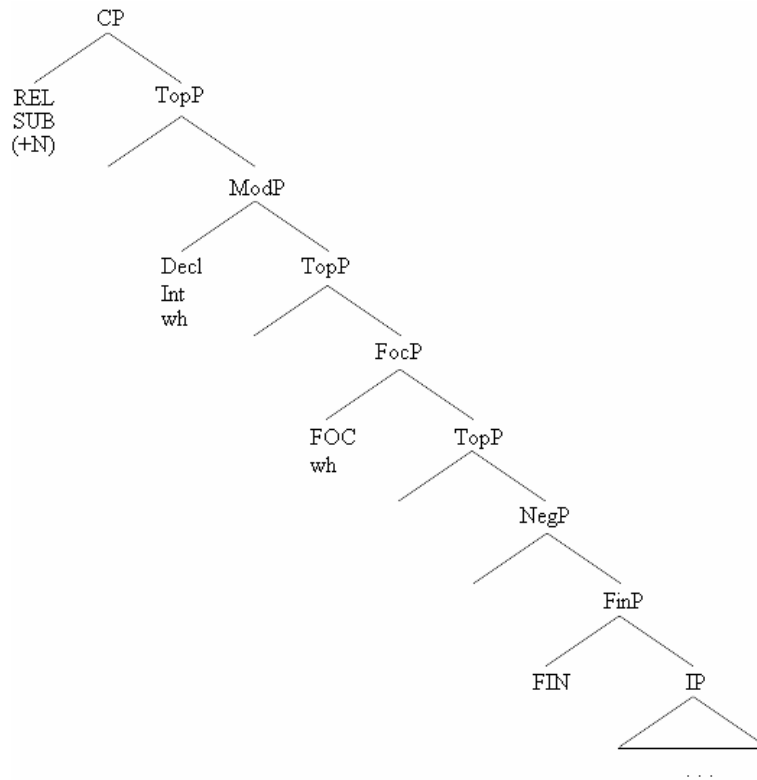 CP
REL TopP
SUB
(+N)
ModP
Decl TopP
Int
wh
FocP
FOC TopP
wh
NegP
FinP
FIN IP
...